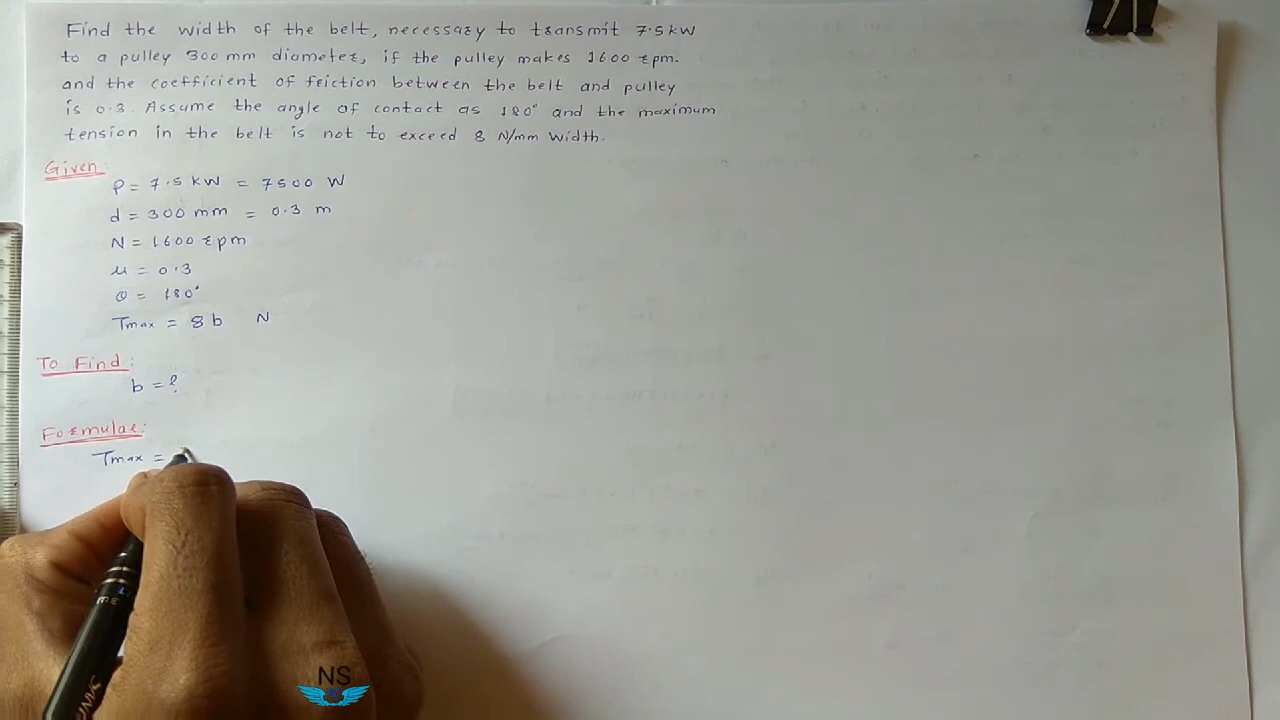 Find the width of the belt, necessary to transmit 7.5 kW
to a pulley 300 mm diameter, if the pulley makes 1600 rpm.
and the coefficient of friction between the belt and pulley
is 0.3. Assume the angle of contact as 180° and the maximum
tension in the belt is not to exceed 8 N/mm width.
Given:
P = 7.5 kW = 7500 W
d = 300 mm = 0.3 m
N = 1600 rpm
μ = 0.3
θ = 180°
Tmax = 8b N
To Find:
b = ?
Formulae:
Tmax =
NS